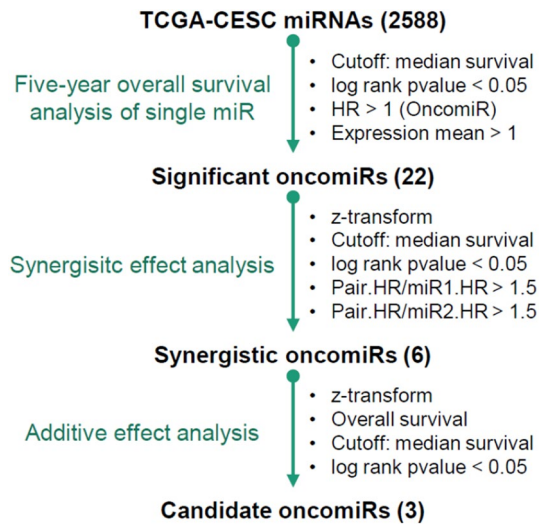 TCGA-CESC miRNAs (2588)
Five-year overall survival
analysis of single miR
• Cutoff: median survival
• log rank pvalue < 0.05
• HR > 1 (OncomiR)
• Expression mean > 1
Significant oncomiRs (22)
Synergisitc effect analysis
• z-transform
• Cutoff: median survival
• log rank pvalue < 0.05
• Pair.HR/miR1.HR > 1.5
• Pair.HR/miR2.HR > 1.5
Synergistic oncomiRs (6)
Additive effect analysis
• z-transform
• Overall survival
• Cutoff: median survival
• log rank pvalue < 0.05
Candidate oncomiRs (3)